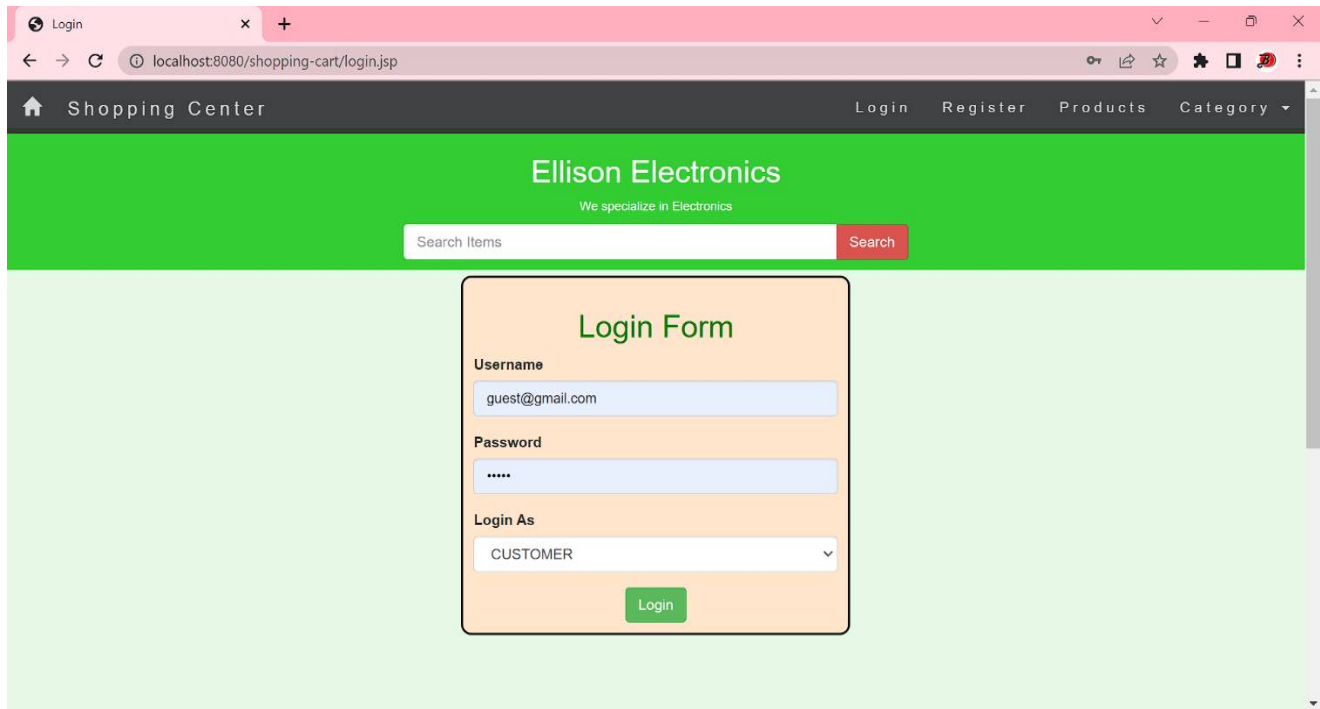 Login
localhost:8080/shopping-cart/login.jsp
Shopping Center Login Register Products Category
Ellison Electronics
We specialize in Electronics
Search Items Search
Login Form
Username
guest@gmail.com
Password
•••••
Login As
CUSTOMER
Login